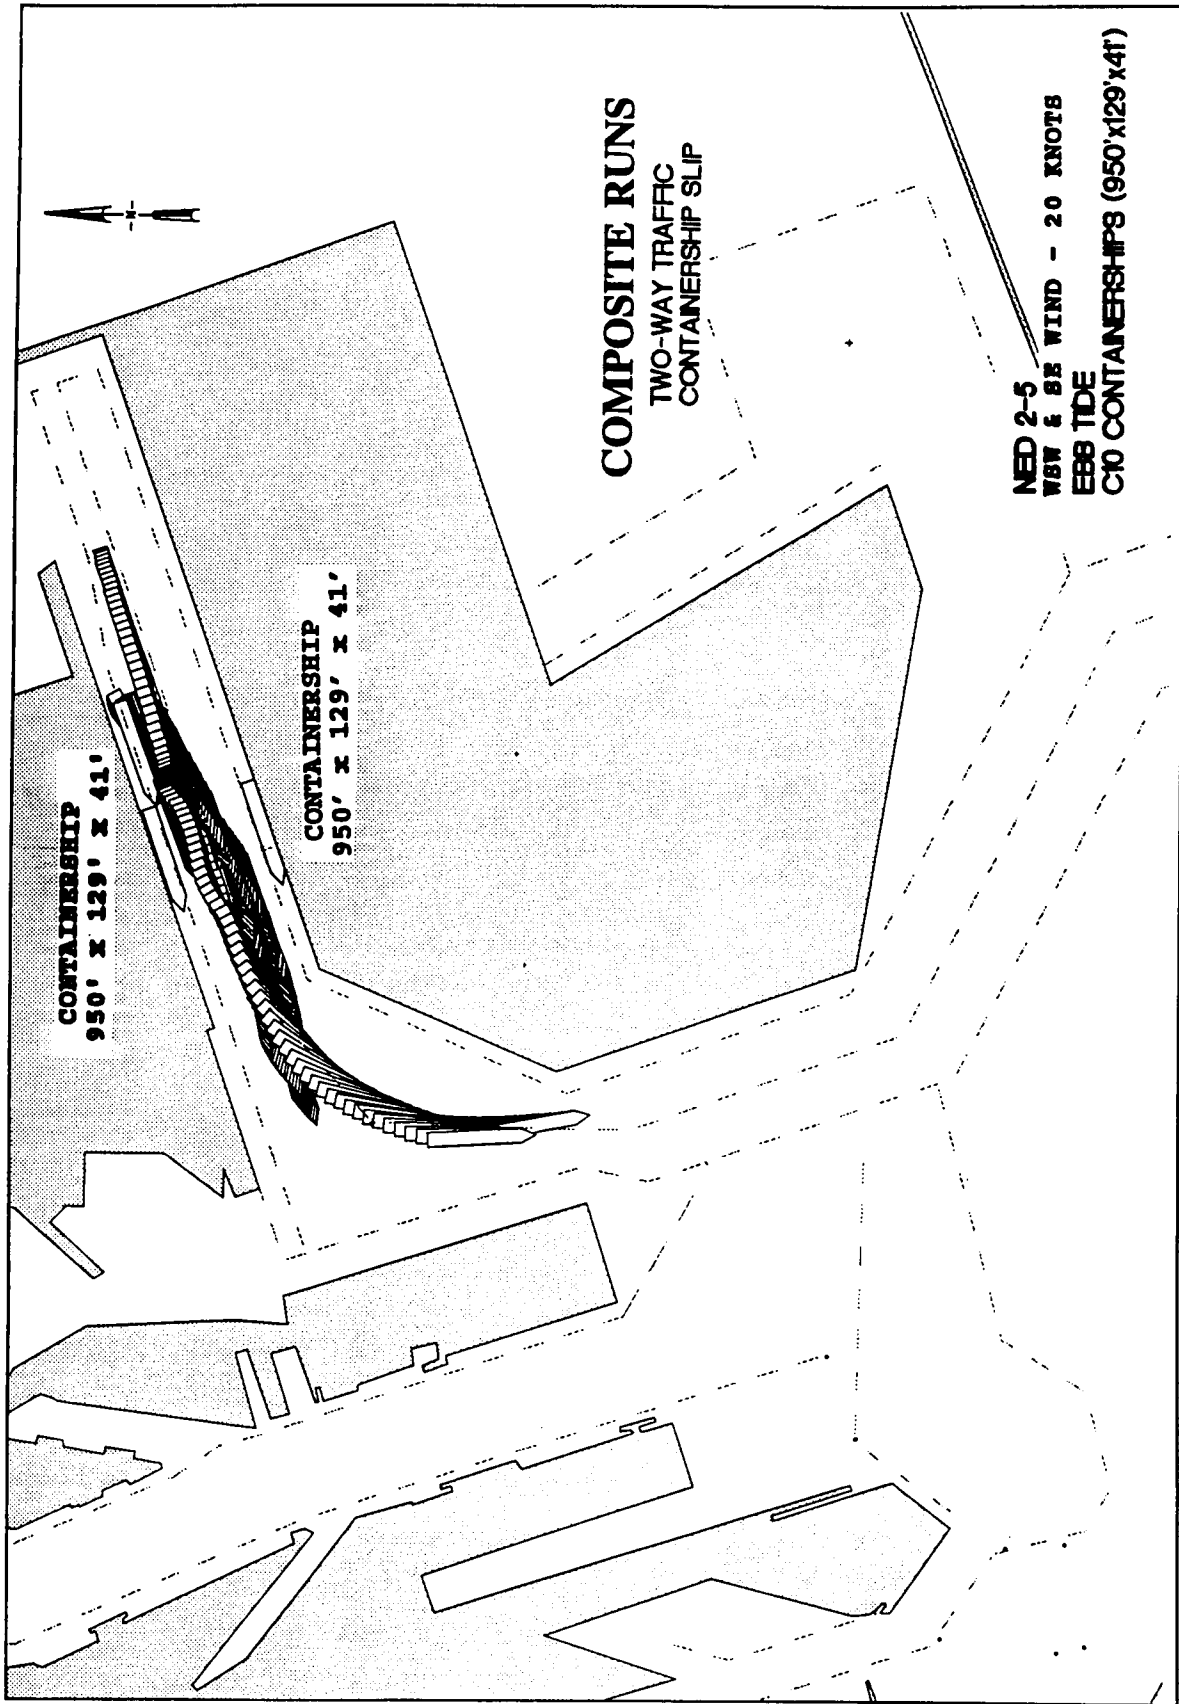 CONTAINERSHIP
950' x 129' x 41'
CONTAINERSHIP
950' x 129' x 41'
-N-
COMPOSITE RUNS
TWO-WAY TRAFFIC
CONTAINERSHIP SLIP
NED 2-5
WSW & SE WIND - 20 KNOTS
EBB TIDE
C10 CONTAINERSHIPS (950'x129'x41')